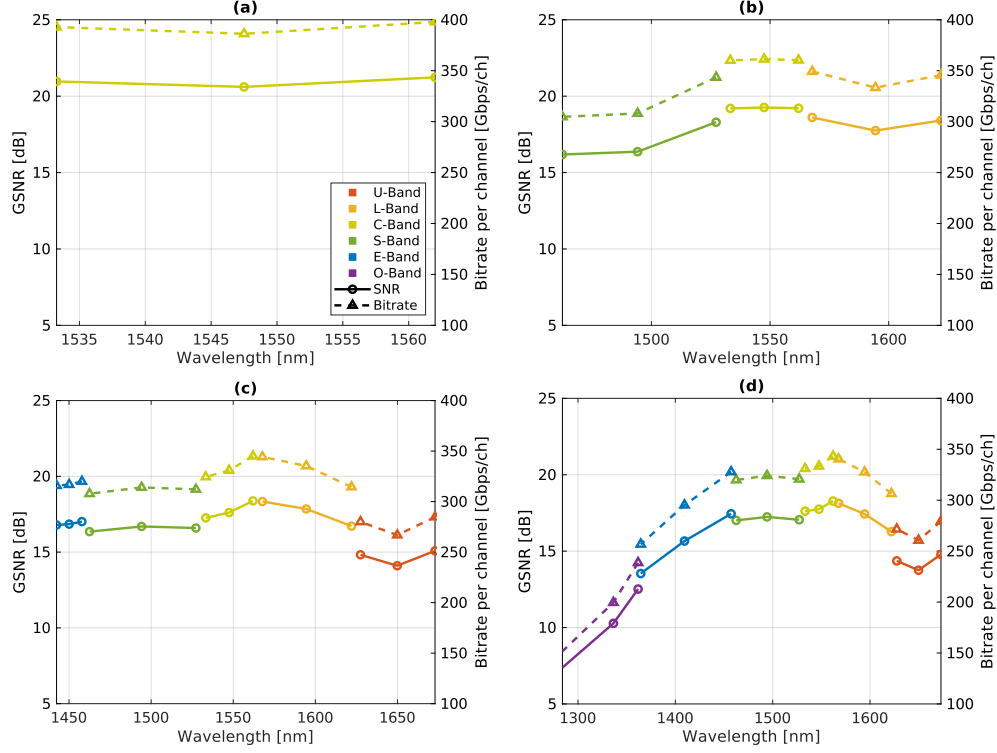 (a)
25
20
15
10
5
GSNR [dB]
400
350
300
250
200
150
100
Bitrate per channel [Gbps/ch]
1535 1540 1545 1550 1555 1560
Wavelength [nm]
U-Band
L-Band
C-Band
S-Band
E-Band
O-Band
SNR
Bitrate
(b)
25
20
15
10
5
GSNR [dB]
400
350
300
250
200
150
100
Bitrate per channel [Gbps/ch]
1500 1550 1600
Wavelength [nm]
(c)
25
20
15
10
5
GSNR [dB]
400
350
300
250
200
150
100
Bitrate per channel [Gbps/ch]
1450 1500 1550 1600 1650
Wavelength [nm]
(d)
25
20
15
10
5
GSNR [dB]
400
350
300
250
200
150
100
Bitrate per channel [Gbps/ch]
1300 1400 1500 1600
Wavelength [nm]